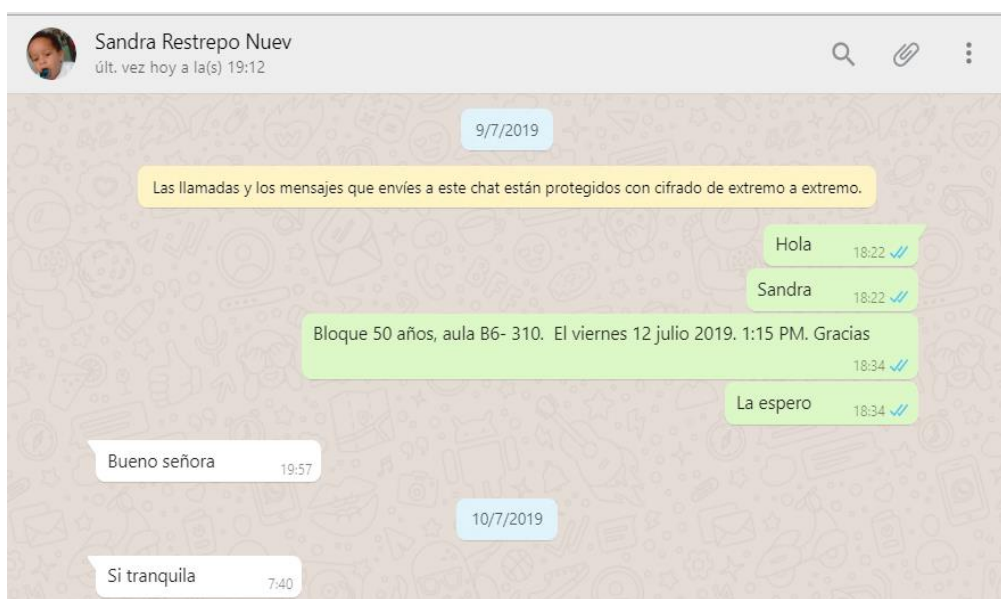 Sandra Restrepo Nuev
últ. vez hoy a la(s) 19:12
9/7/2019
Las llamadas y los mensajes que envíes a este chat están protegidos con cifrado de extremo a extremo.
Hola 18:22
Sandra 18:22
Bloque 50 años, aula B6- 310. El viernes 12 julio 2019. 1:15 PM. Gracias
18:34
La espero 18:34
Bueno señora 19:57
10/7/2019
Si tranquila 7:40